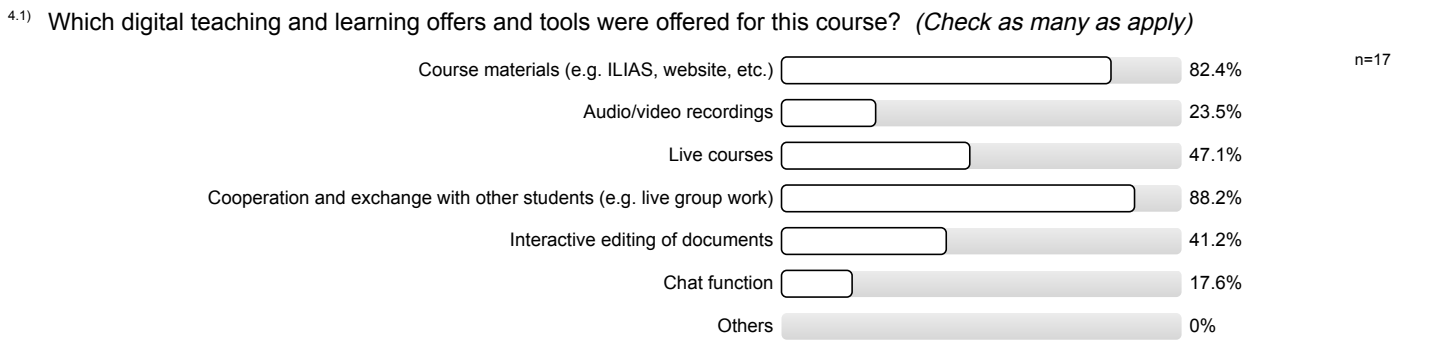 4.1) Which digital teaching and learning offers and tools were offered for this course? (Check as many as apply)
n=17
Course materials (e.g. ILIAS, website, etc.) 82.4%
Audio/video recordings 23.5%
Live courses 47.1%
Cooperation and exchange with other students (e.g. live group work) 88.2%
Interactive editing of documents 41.2%
Chat function 17.6%
Others 0%